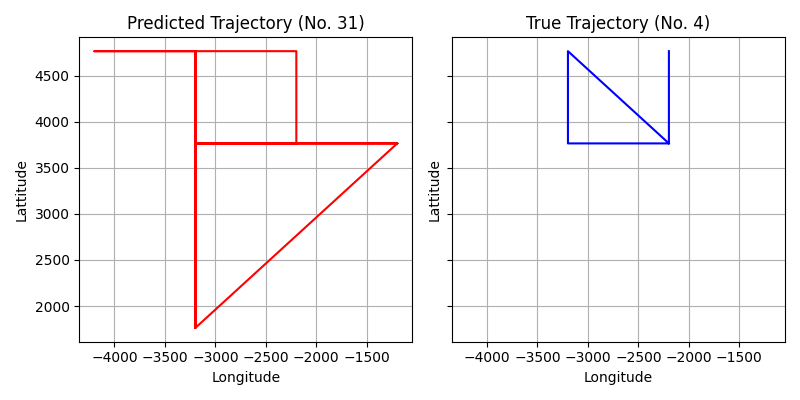 Predicted Trajectory (No. 31)
True Trajectory (No. 4)
Lattitude
4500
4000
3500
3000
2500
2000
−4000 −3500 −3000 −2500 −2000 −1500
Longitude
Lattitude
−4000 −3500 −3000 −2500 −2000 −1500
Longitude